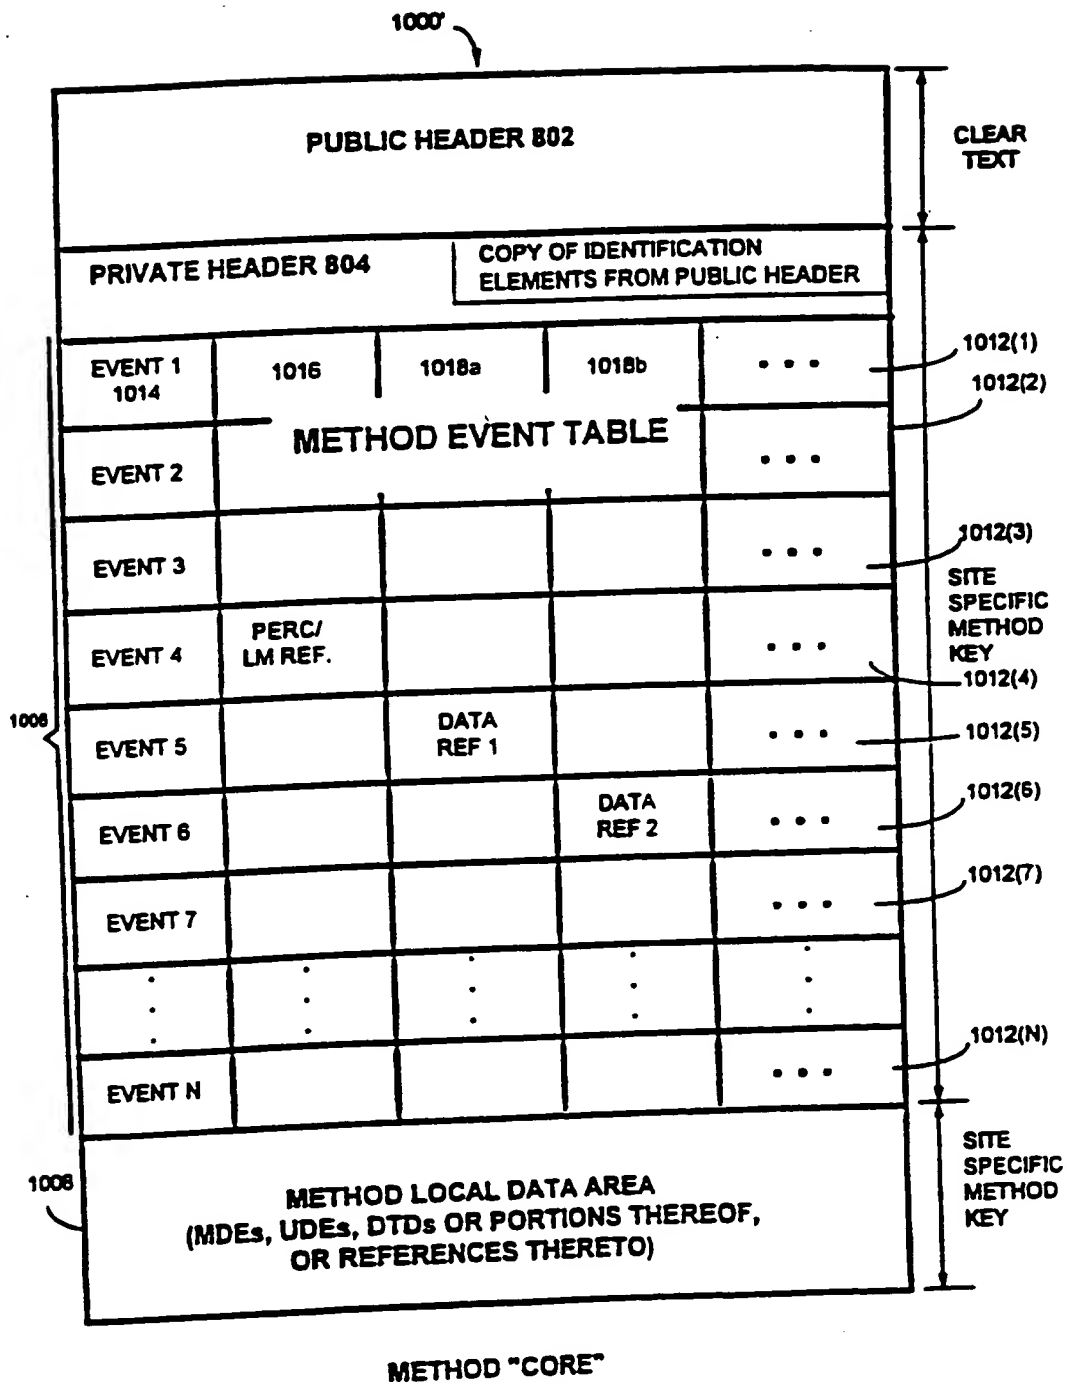 1000'
PUBLIC HEADER 802
CLEAR
TEXT
PRIVATE HEADER 804
COPY OF IDENTIFICATION
ELEMENTS FROM PUBLIC HEADER
EVENT 1
1014
1016
1018a
1018b
• • •
1012(1)
1012(2)
METHOD EVENT TABLE
EVENT 2
• • •
EVENT 3
• • •
1012(3)
SITE
SPECIFIC
METHOD
KEY
EVENT 4
PERC/
LM REF.
• • •
1012(4)
1006
EVENT 5
DATA
REF 1
• • •
1012(5)
EVENT 6
DATA
REF 2
• • •
1012(6)
EVENT 7
• • •
1012(7)
EVENT N
• • •
1012(N)
1008
METHOD LOCAL DATA AREA
(MDEs, UDEs, DTDs OR PORTIONS THEREOF,
OR REFERENCES THERETO)
SITE
SPECIFIC
METHOD
KEY
METHOD "CORE"